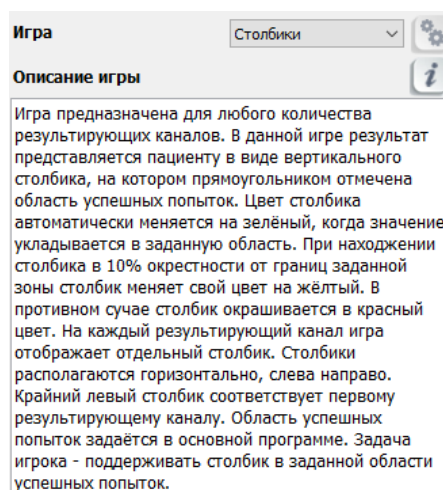 Игра
Столбики
Описание игры
i
Игра предназначена для любого количества
результирующих каналов. В данной игре результат
представляется пациенту в виде вертикального
столбика, на котором прямоугольником отмечена
область успешных попыток. Цвет столбика
автоматически меняется на зелёный, когда значение
укладывается в заданную область. При находжении
столбика в 10% окрестности от границ заданной
зоны столбик меняет свой цвет на жёлтый. В
противном сучае столбик окрашивается в красный
цвет. На каждый результирующий канал игра
отображает отдельный столбик. Столбики
располагаются горизонтально, слева направо.
Крайний левый столбик соответствует первому
результирующему каналу. Область успешных
попыток задаётся в основной программе. Задача
игрока - поддерживать столбик в заданной области
успешных попыток.